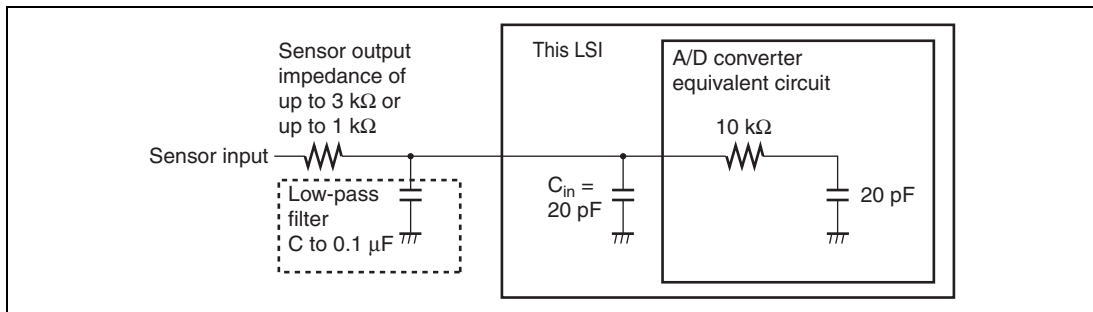 Sensor output
impedance of
up to 3 kΩ or
up to 1 kΩ
This LSI
A/D converter
equivalent circuit
10 kΩ
Sensor input
Low-pass
filter
C to 0.1 μF
Cin =
20 pF
20 pF